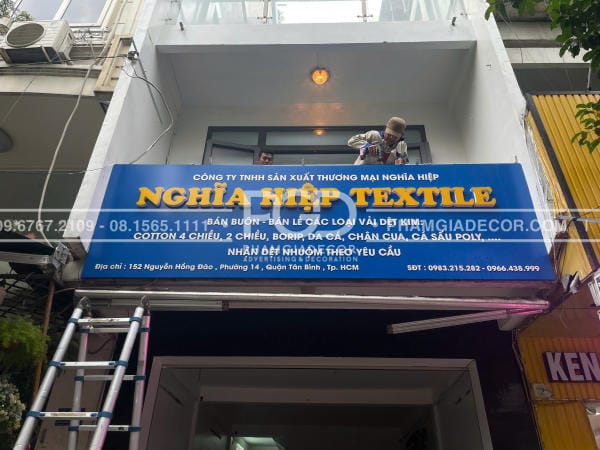 CÔNG TY TNHH SẢN XUẤT THƯƠNG MẠI NGHĨA HIỆP
NGHĨA HIỆP TEXTILE
BÁN BUÔN - BÁN LẺ CÁC LOẠI VẢI DỆT KIM:
09.6767.2109 - 08.1565.1111 - PHAMGIADECOR.COM
COTTON 4 CHIỀU, 2 CHIỀU, BORIP, DA CÁ, CHÂN CUA, CÁ SẤU POLY, ....
PHAMGIADECOR
ADVERTISING & DECORATION
NHẬN DỆT NHUỘM THEO YÊU CẦU
Địa chỉ : 152 Nguyễn Hồng Đào , Phường 14 , Quận Tân Bình , Tp. HCM
SĐT : 0983.215.282 - 0966.438.999
KEN